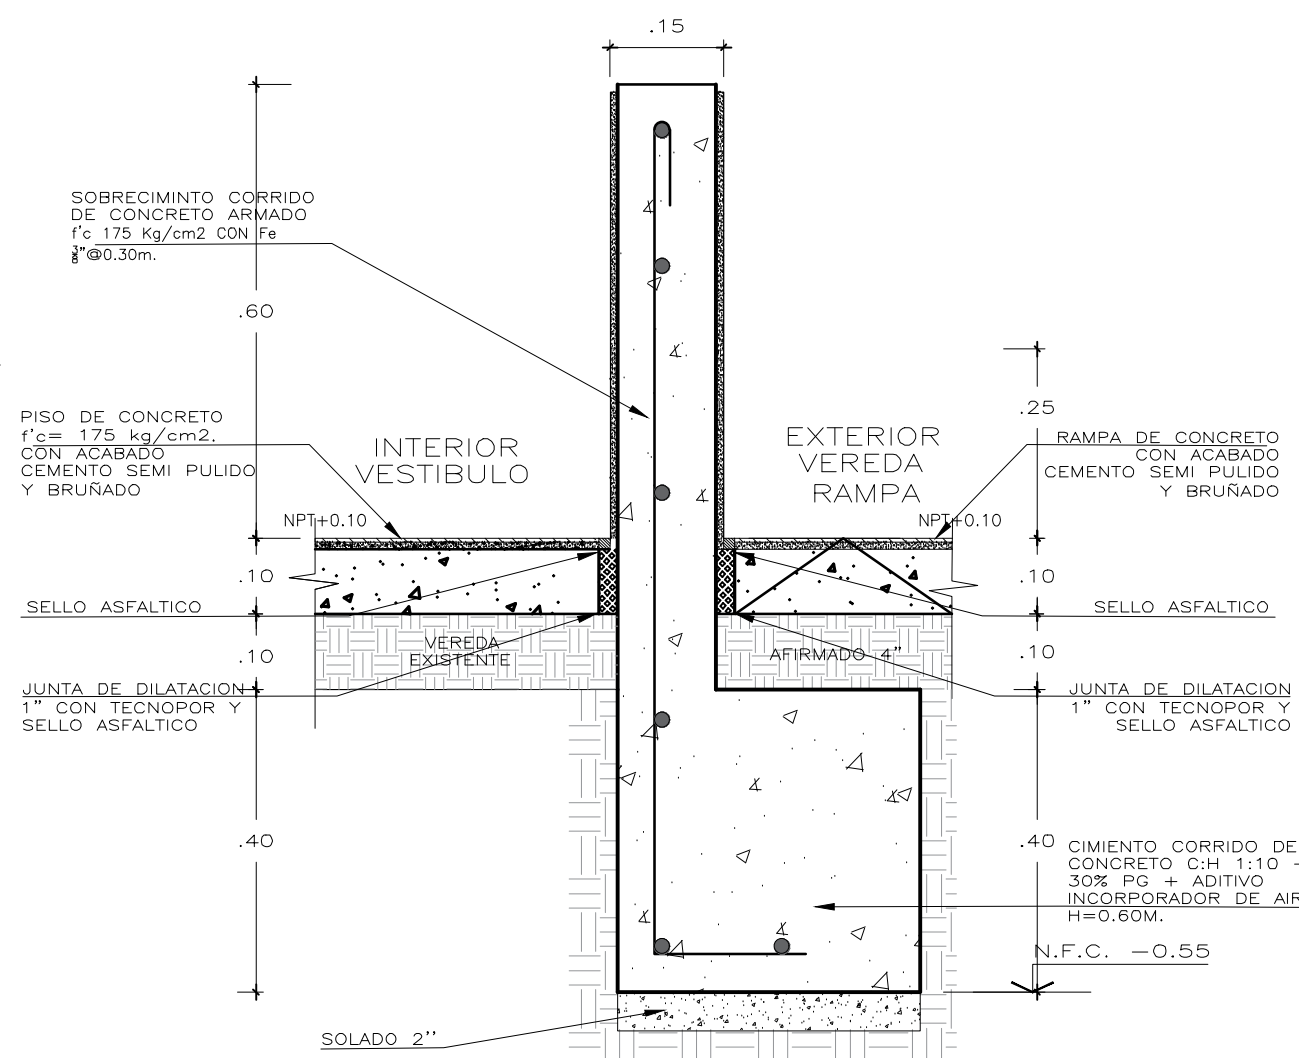 .15
SOBRECIMINTO CORRIDO
DE CONCRETO ARMADO
f'c 175 Kg/cm2 CON Fe
3/8"@0.30m.
.60
.25
PISO DE CONCRETO
f'c= 175 kg/cm2.
CON ACABADO
CEMENTO SEMI PULIDO
Y BRUÑADO
INTERIOR
VESTIBULO
EXTERIOR
VEREDA
RAMPA
RAMPA DE CONCRETO
CON ACABADO
CEMENTO SEMI PULIDO
Y BRUÑADO
NPT+0.10
NPT+0.10
.10
.10
SELLO ASFALTICO
SELLO ASFALTICO
VEREDA
EXISTENTE
AFIRMADO 4"
.10
.10
JUNTA DE DILATACION
1" CON TECNOPOR Y
SELLO ASFALTICO
JUNTA DE DILATACION
1" CON TECNOPOR Y
SELLO ASFALTICO
.40
.40
CIMIENTO CORRIDO DE
CONCRETO C:H 1:10
30% PG + ADITIVO
INCORPORADOR DE
H=0.60M.
N.F.C. -0.55
SOLADO 2''